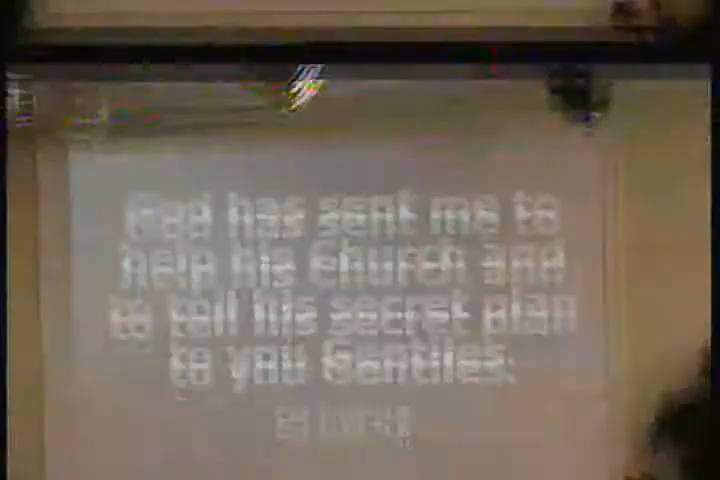 God has sent me to
help his Church and
to tell his secret plan
to you Gentiles.